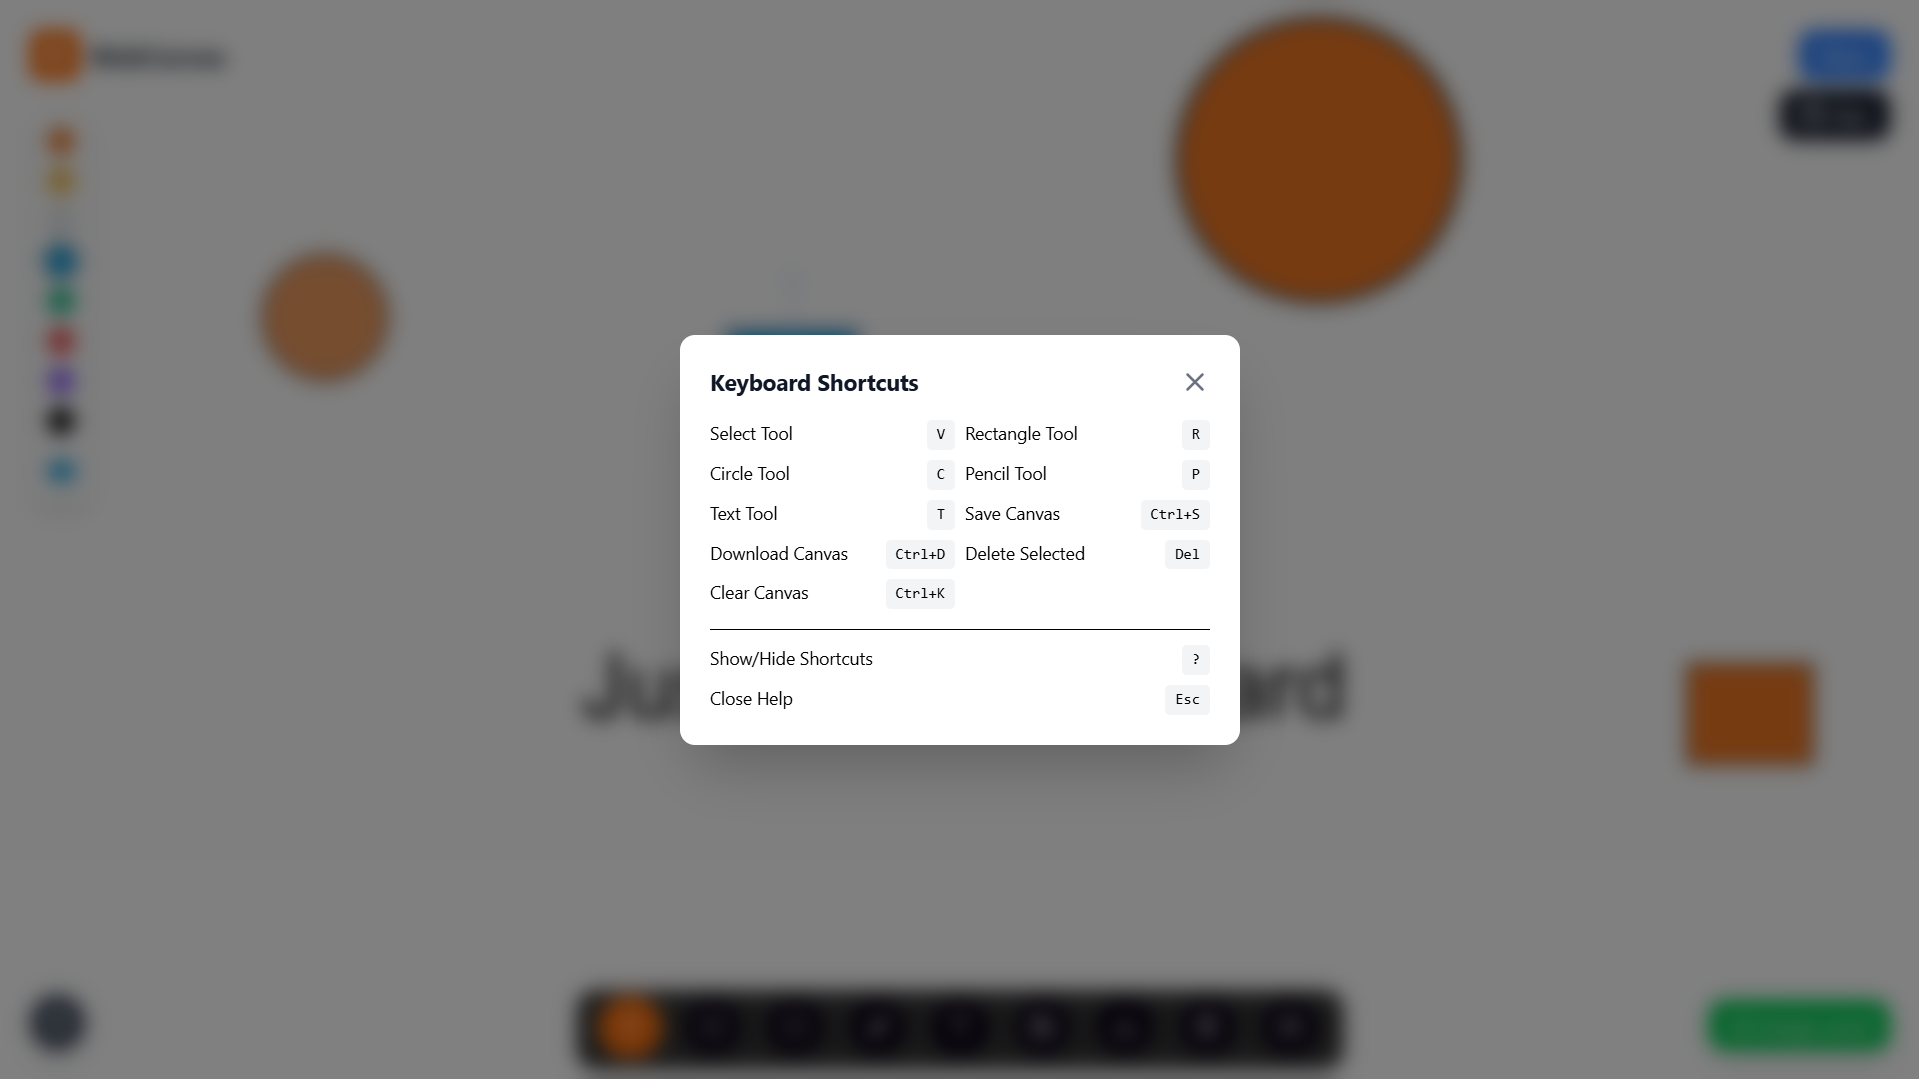 Keyboard Shortcuts
Select Tool V Rectangle Tool R
Circle Tool C Pencil Tool P
Text Tool T Save Canvas Ctrl+S
Download Canvas Ctrl+D Delete Selected Del
Clear Canvas Ctrl+K
Show/Hide Shortcuts ?
Close Help Esc